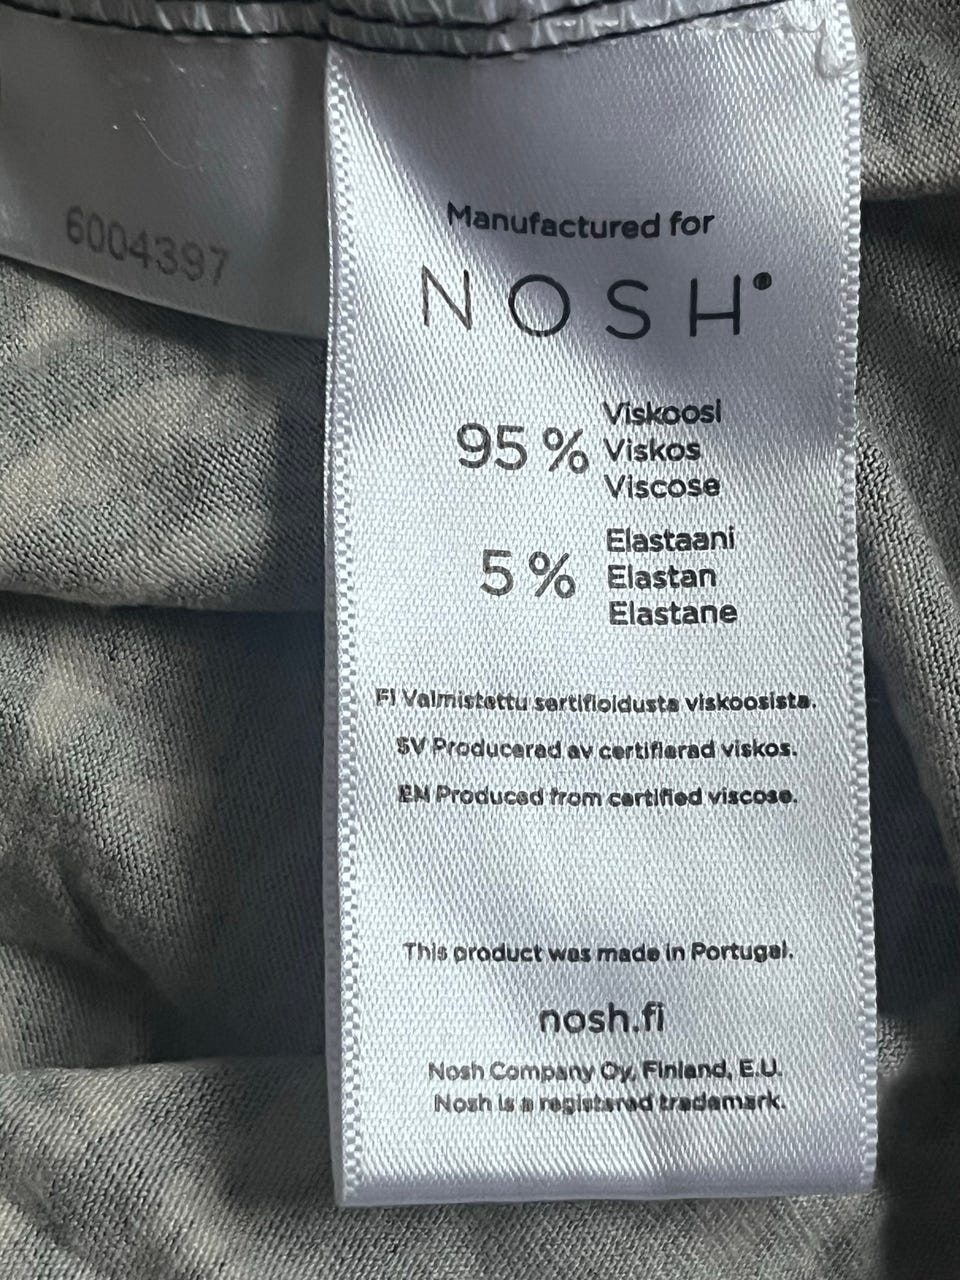 6004397
Manufactured for
NOSH
95 % Viskoosi
Viskos
Viscose
5 % Elastaani
Elastan
Elastane
FI Valmistettu sertifioidusta viskoosista.
SV Producerad av certifierad viskos.
EN Produced from certified viscose.
This product was made in Portugal.
nosh.fi
Nosh Company Oy, Finland, E.U.
Nosh is a registered trademark.